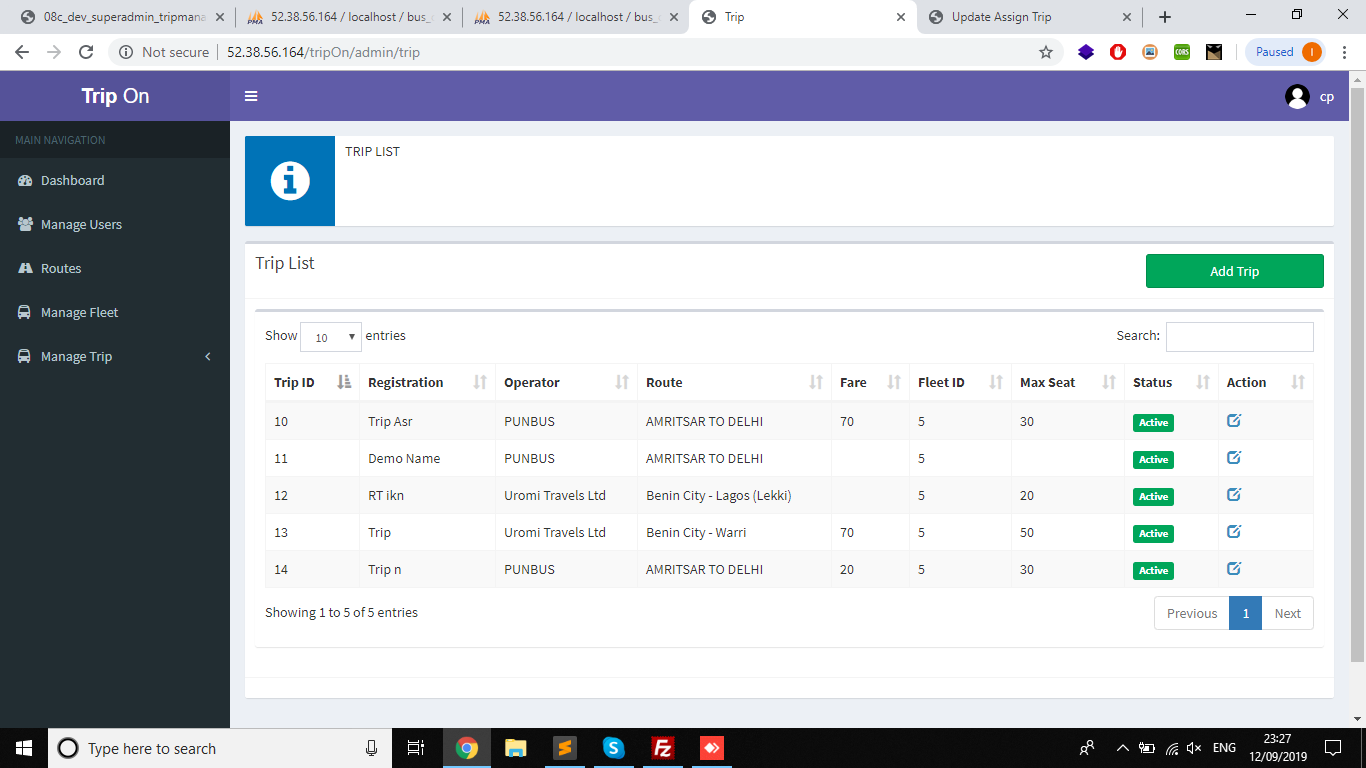 08c_dev_superadmin_tripmana
52.38.56.164 / localhost / bus_
52.38.56.164 / localhost / bus_
Trip
Update Assign Trip
Not secure
52.38.56.164/tripOn/admin/trip
CORS
Paused
I
Trip On
cp
MAIN NAVIGATION
Dashboard
Manage Users
Routes
Manage Fleet
Manage Trip
TRIP LIST
Trip List
Add Trip
Show 10 entries
Search:
Trip ID Registration Operator Route Fare Fleet ID Max Seat Status Action
10 Trip Asr PUNBUS AMRITSAR TO DELHI 70 5 30 Active
11 Demo Name PUNBUS AMRITSAR TO DELHI 5 Active
12 RT ikn Uromi Travels Ltd Benin City - Lagos (Lekki) 5 20 Active
13 Trip Uromi Travels Ltd Benin City - Warri 70 5 50 Active
14 Trip n PUNBUS AMRITSAR TO DELHI 20 5 30 Active
Showing 1 to 5 of 5 entries
Previous 1 Next
Type here to search
ENG
23:27
12/09/2019